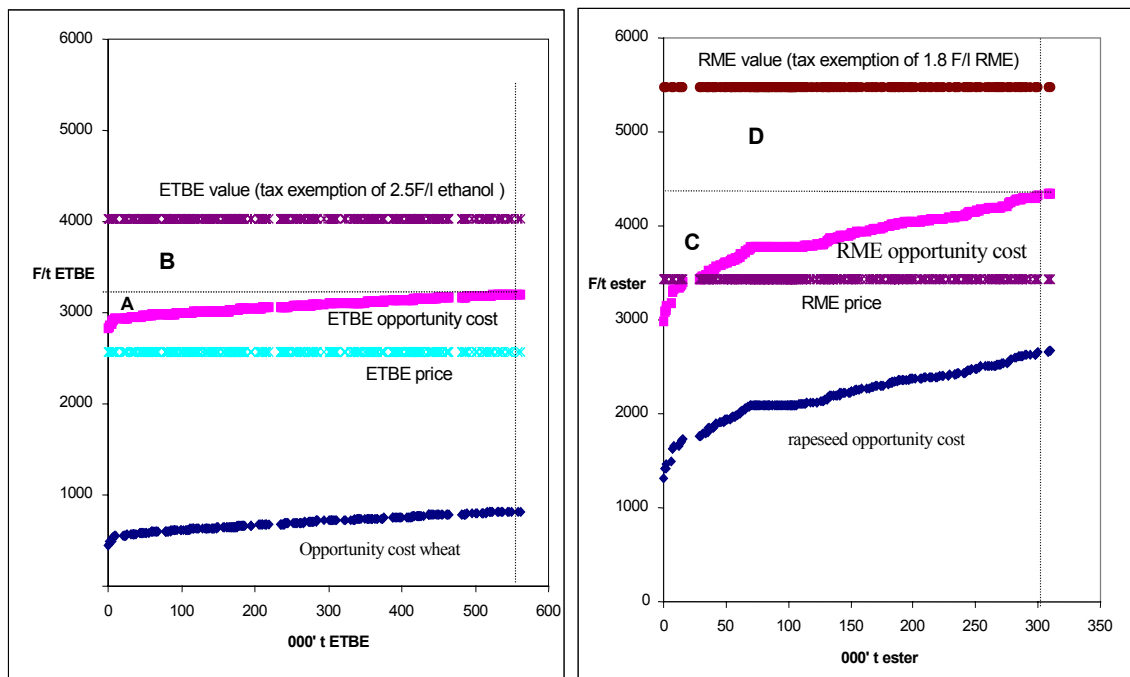 6000
5000
4000
3000
2000
1000
0
F/t ETBE
ETBE value (tax exemption of 2.5F/l ethanol )
B
A
ETBE opportunity cost
ETBE price
Opportunity cost wheat
0 100 200 300 400 500 600
000' t ETBE
6000
5000
4000
3000
2000
1000
0
F/t ester
RME value (tax exemption of 1.8 F/l RME)
D
C
RME opportunity cost
RME price
rapeseed opportunity cost
0 50 100 150 200 250 300 350
000' t ester